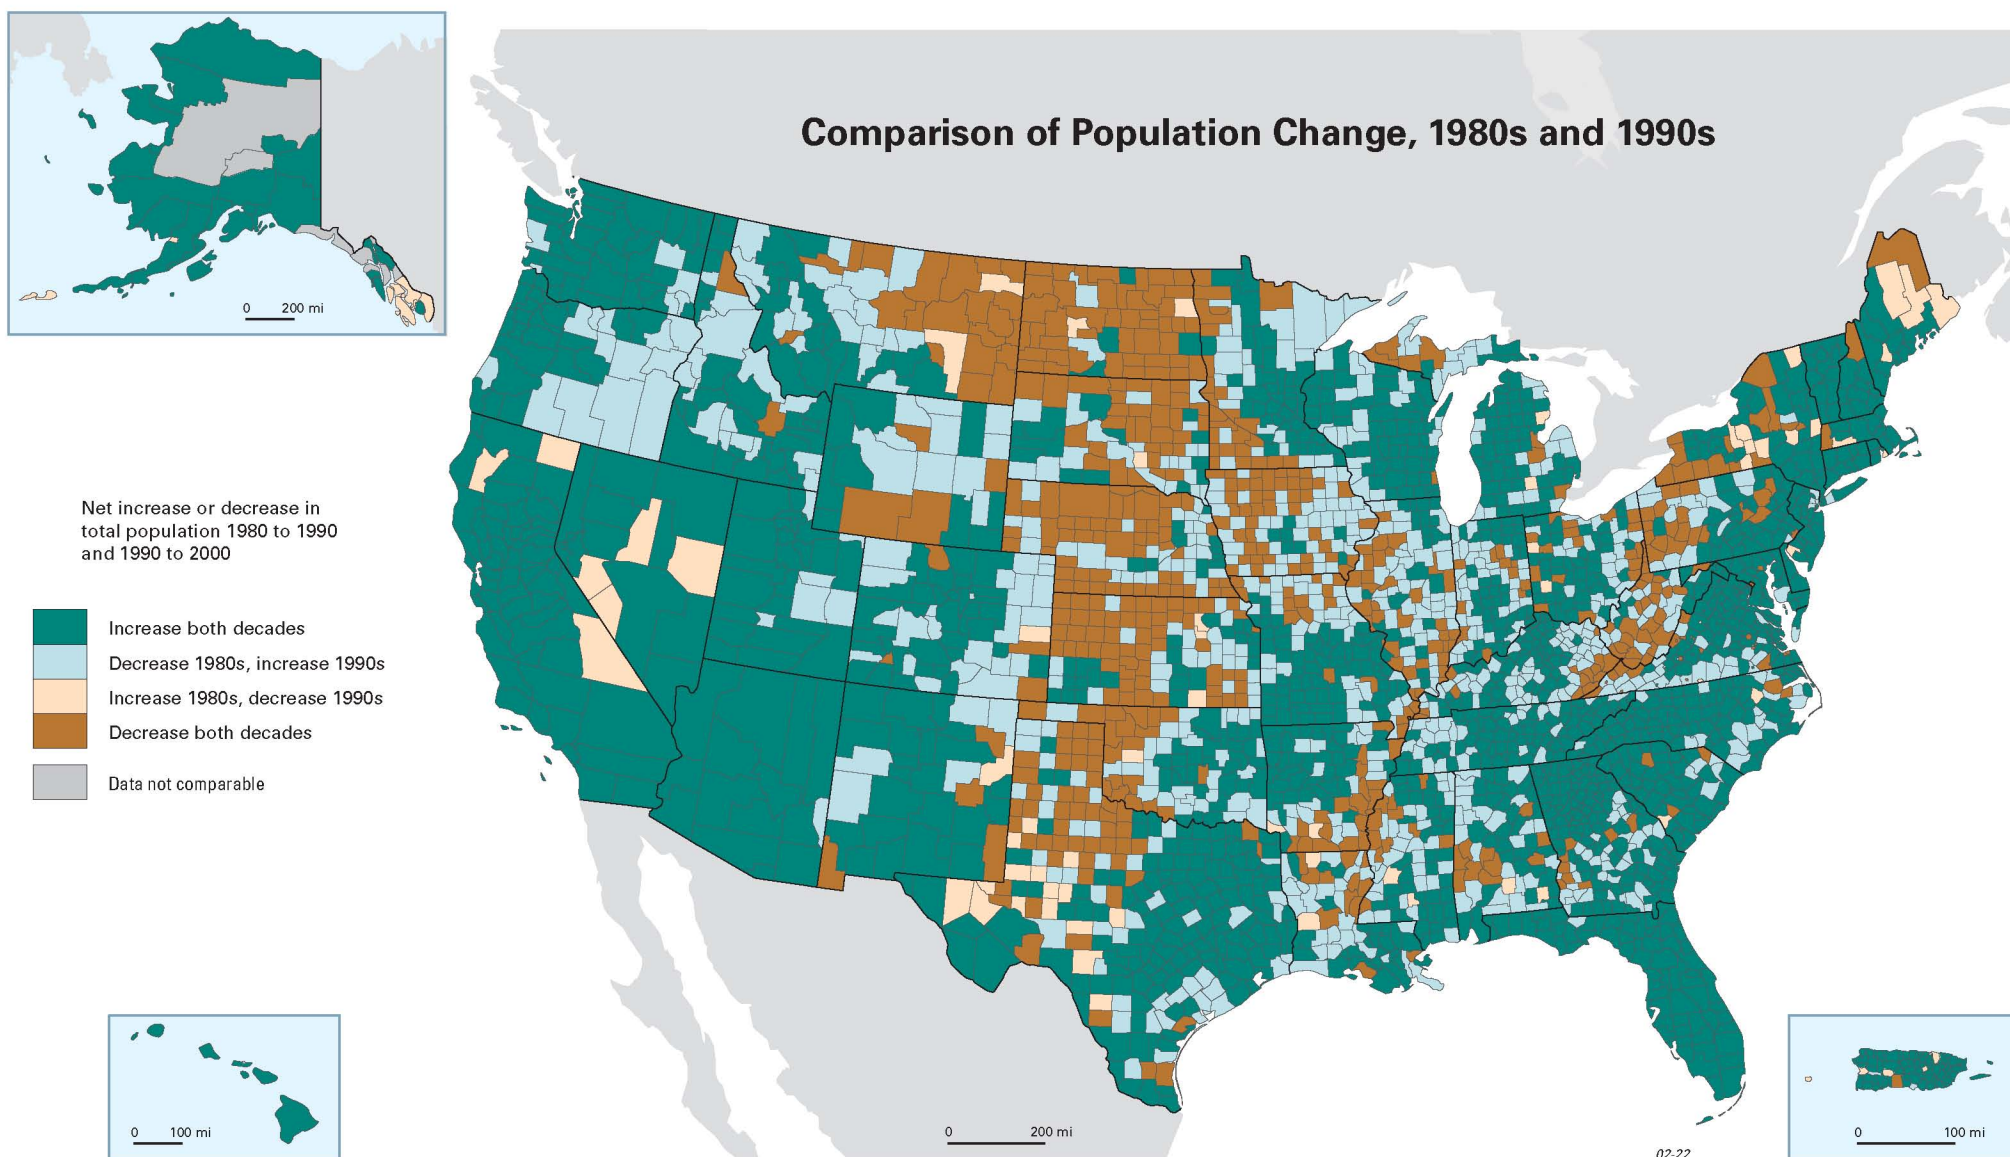 Comparison of Population Change, 1980s and 1990s
0 200 mi
Net increase or decrease in
total population 1980 to 1990
and 1990 to 2000
Increase both decades
Decrease 1980s, increase 1990s
Increase 1980s, decrease 1990s
Decrease both decades
Data not comparable
0 100 mi
0 200 mi
0 100 mi
02-22